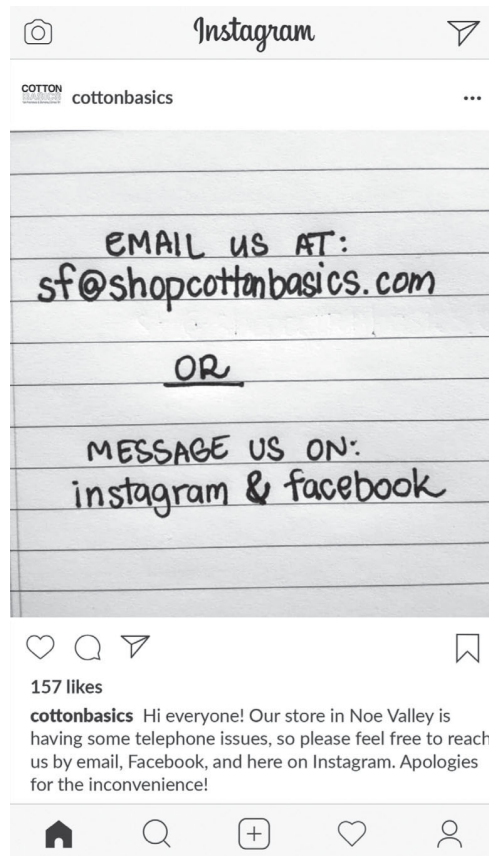 Instagram
COTTON
BASICS
cottonbasics
EMAIL US AT:
sf@shopcottonbasics.com
OR
MESSAGE US ON:
instagram & facebook
157 likes
cottonbasics Hi everyone! Our store in Noe Valley is
having some telephone issues, so please feel free to reach
us by email, Facebook, and here on Instagram. Apologies
for the inconvenience!